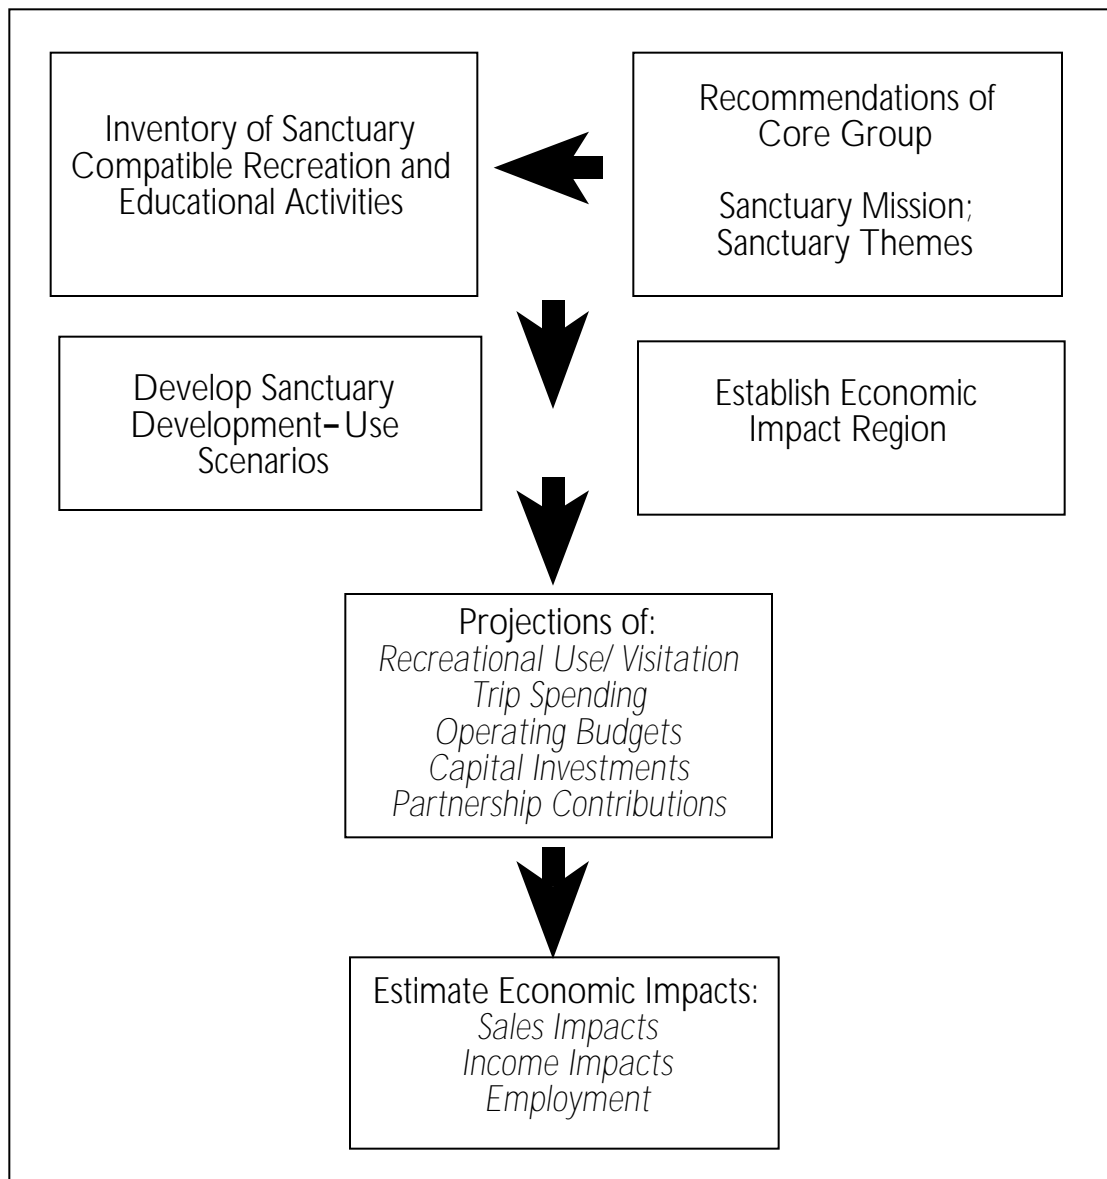 Inventory of Sanctuary
Compatible Recreation and
Educational Activities
Recommendations of
Core Group
Sanctuary Mission;
Sanctuary Themes
Develop Sanctuary
Development–Use
Scenarios
Establish Economic
Impact Region
Projections of:
Recreational Use/ Visitation
Trip Spending
Operating Budgets
Capital Investments
Partnership Contributions
Estimate Economic Impacts:
Sales Impacts
Income Impacts
Employment